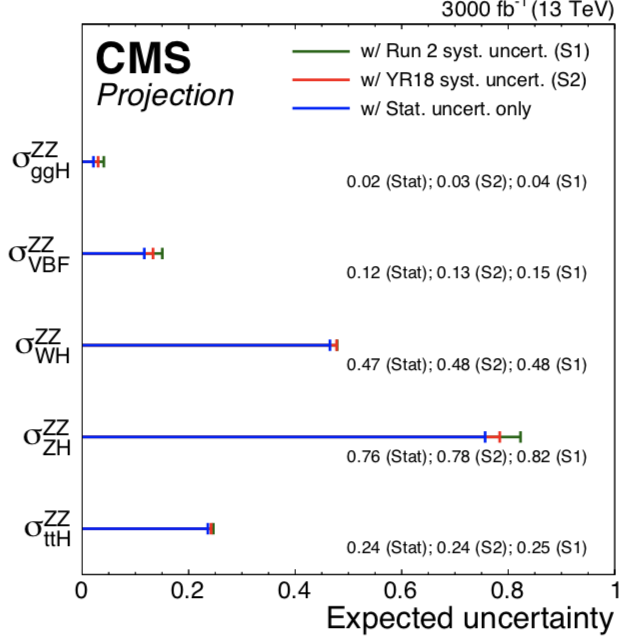 3000 fb⁻¹ (13 TeV)
CMS
Projection
w/ Run 2 syst. uncert. (S1)
w/ YR18 syst. uncert. (S2)
w/ Stat. uncert. only
σ^ZZ_ggH
0.02 (Stat); 0.03 (S2); 0.04 (S1)
σ^ZZ_VBF
0.12 (Stat); 0.13 (S2); 0.15 (S1)
σ^ZZ_WH
0.47 (Stat); 0.48 (S2); 0.48 (S1)
σ^ZZ_ZH
0.76 (Stat); 0.78 (S2); 0.82 (S1)
σ^ZZ_ttH
0.24 (Stat); 0.24 (S2); 0.25 (S1)
0 0.2 0.4 0.6 0.8 1
Expected uncertainty